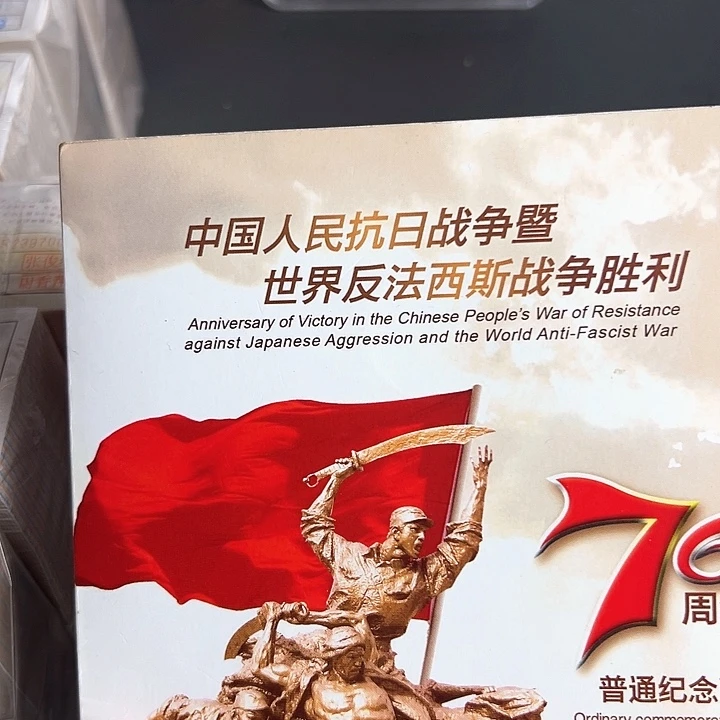 中国人民抗日战争暨
世界反法西斯战争胜利
Anniversary of Victory in the Chinese People's War of Resistance
against Japanese Aggression and the World Anti-Fascist War
70
周
普通纪念
Ordinary